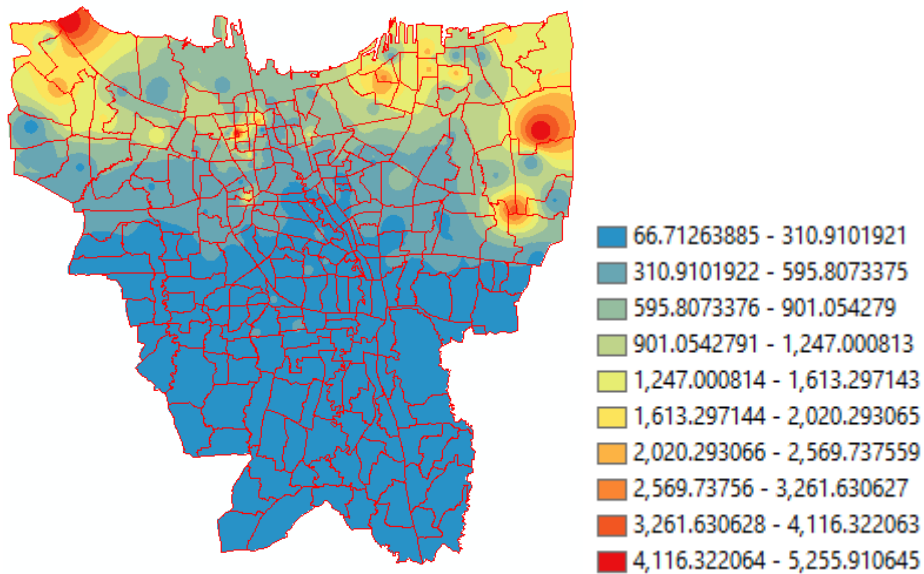 66.71263885 - 310.9101921
310.9101922 - 595.8073375
595.8073376 - 901.054279
901.0542791 - 1,247.000813
1,247.000814 - 1,613.297143
1,613.297144 - 2,020.293065
2,020.293066 - 2,569.737559
2,569.73756 - 3,261.630627
3,261.630628 - 4,116.322063
4,116.322064 - 5,255.910645